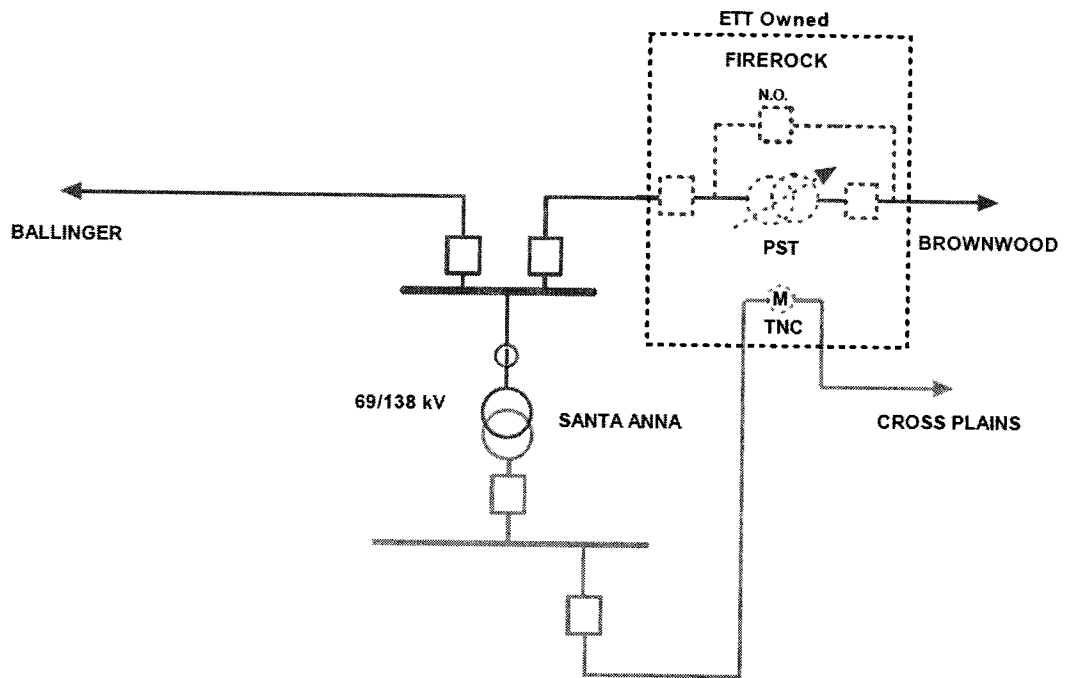 ETT Owned
FIREROCK
N.O.
BALLINGER
PST
BROWNWOOD
M
TNC
69/138 kV
SANTA ANNA
CROSS PLAINS